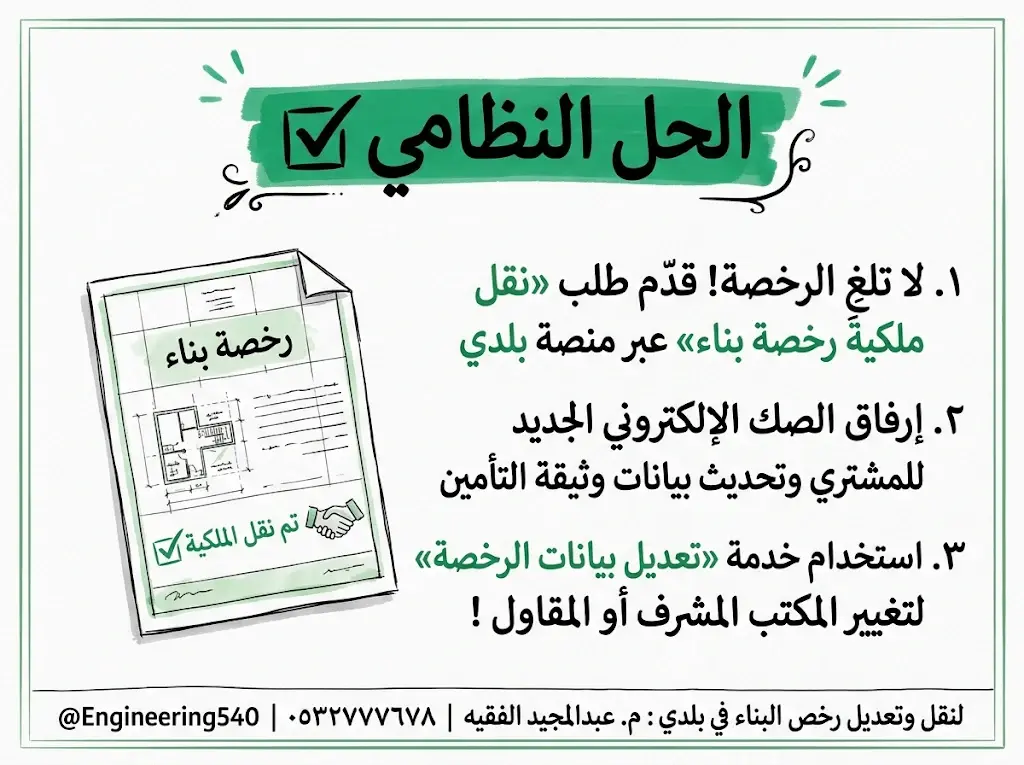 الحل النظامي ☑
١. لا تلغِ الرخصة! قدّم طلب «نقل
ملكيةَ رخصة بناء» عبر منصة بلدي
٢. إرفاق الصك الإلكتروني الجديد
للمشتري وتحديث بيانات وثيقة التأمين
٣. استخدام خدمة «تعديل بيانات الرخصة»
لتغيير المكتب المشرف أو المقاول !
رخصة بناء
تم نقل الملكية ☑
لنقل وتعديل رخص البناء في بلدي : م. عبدالمجيد الفقيه | ٠٥٣٢٧٧٧٦٧٨ | @Engineering540